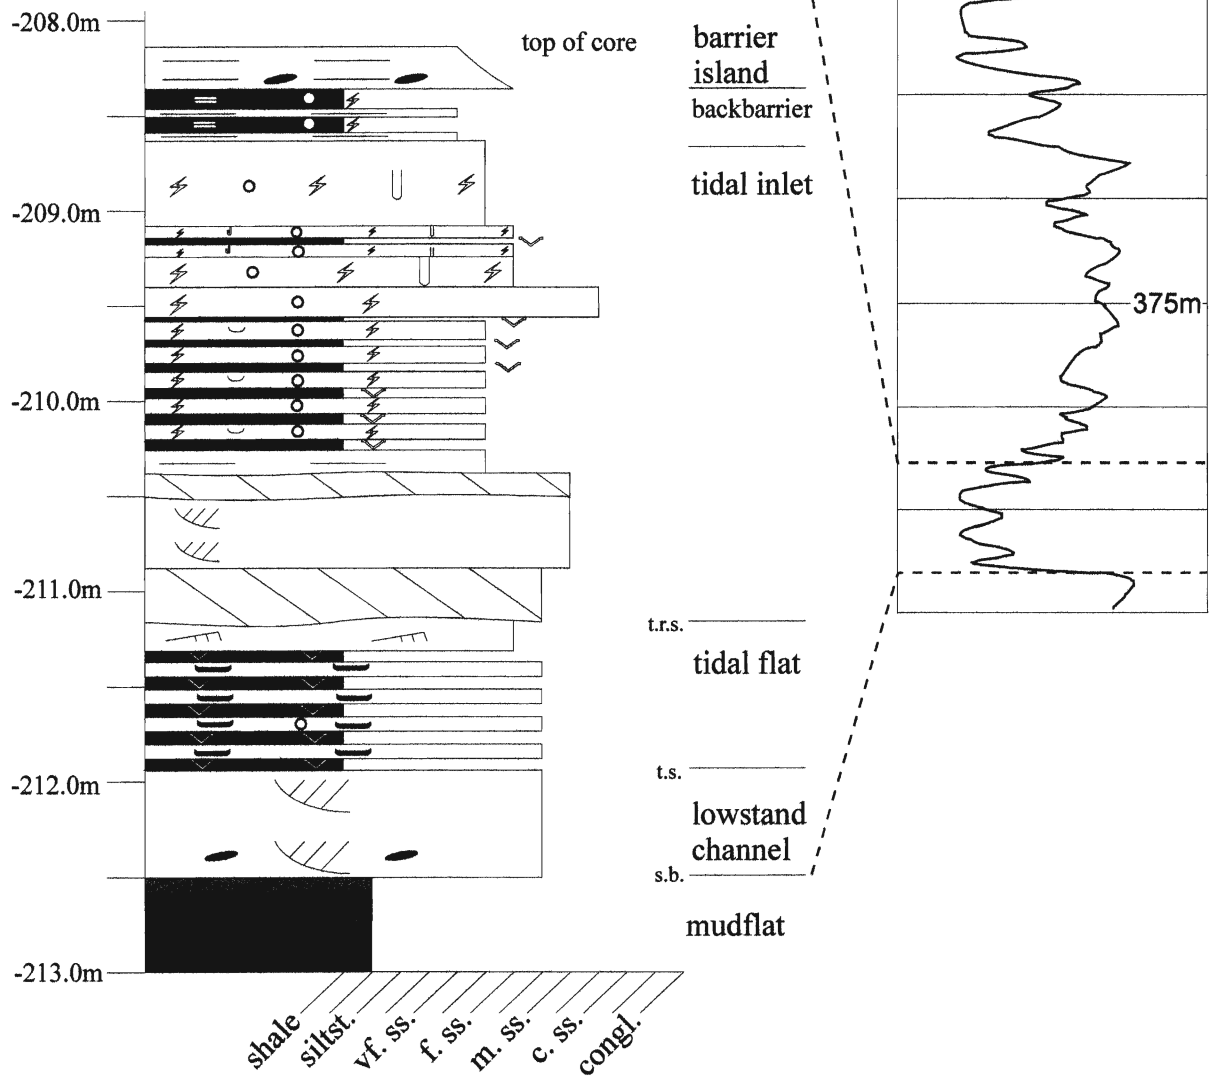 -208.0m
top of core
barrier
island
backbarrier
tidal inlet
-209.0m
375m
-210.0m
-211.0m
t.r.s.
tidal flat
t.s.
-212.0m
lowstand
channel
s.b.
mudflat
-213.0m
shale
siltst.
vf. ss.
f. ss.
m. ss.
c. ss.
congl.